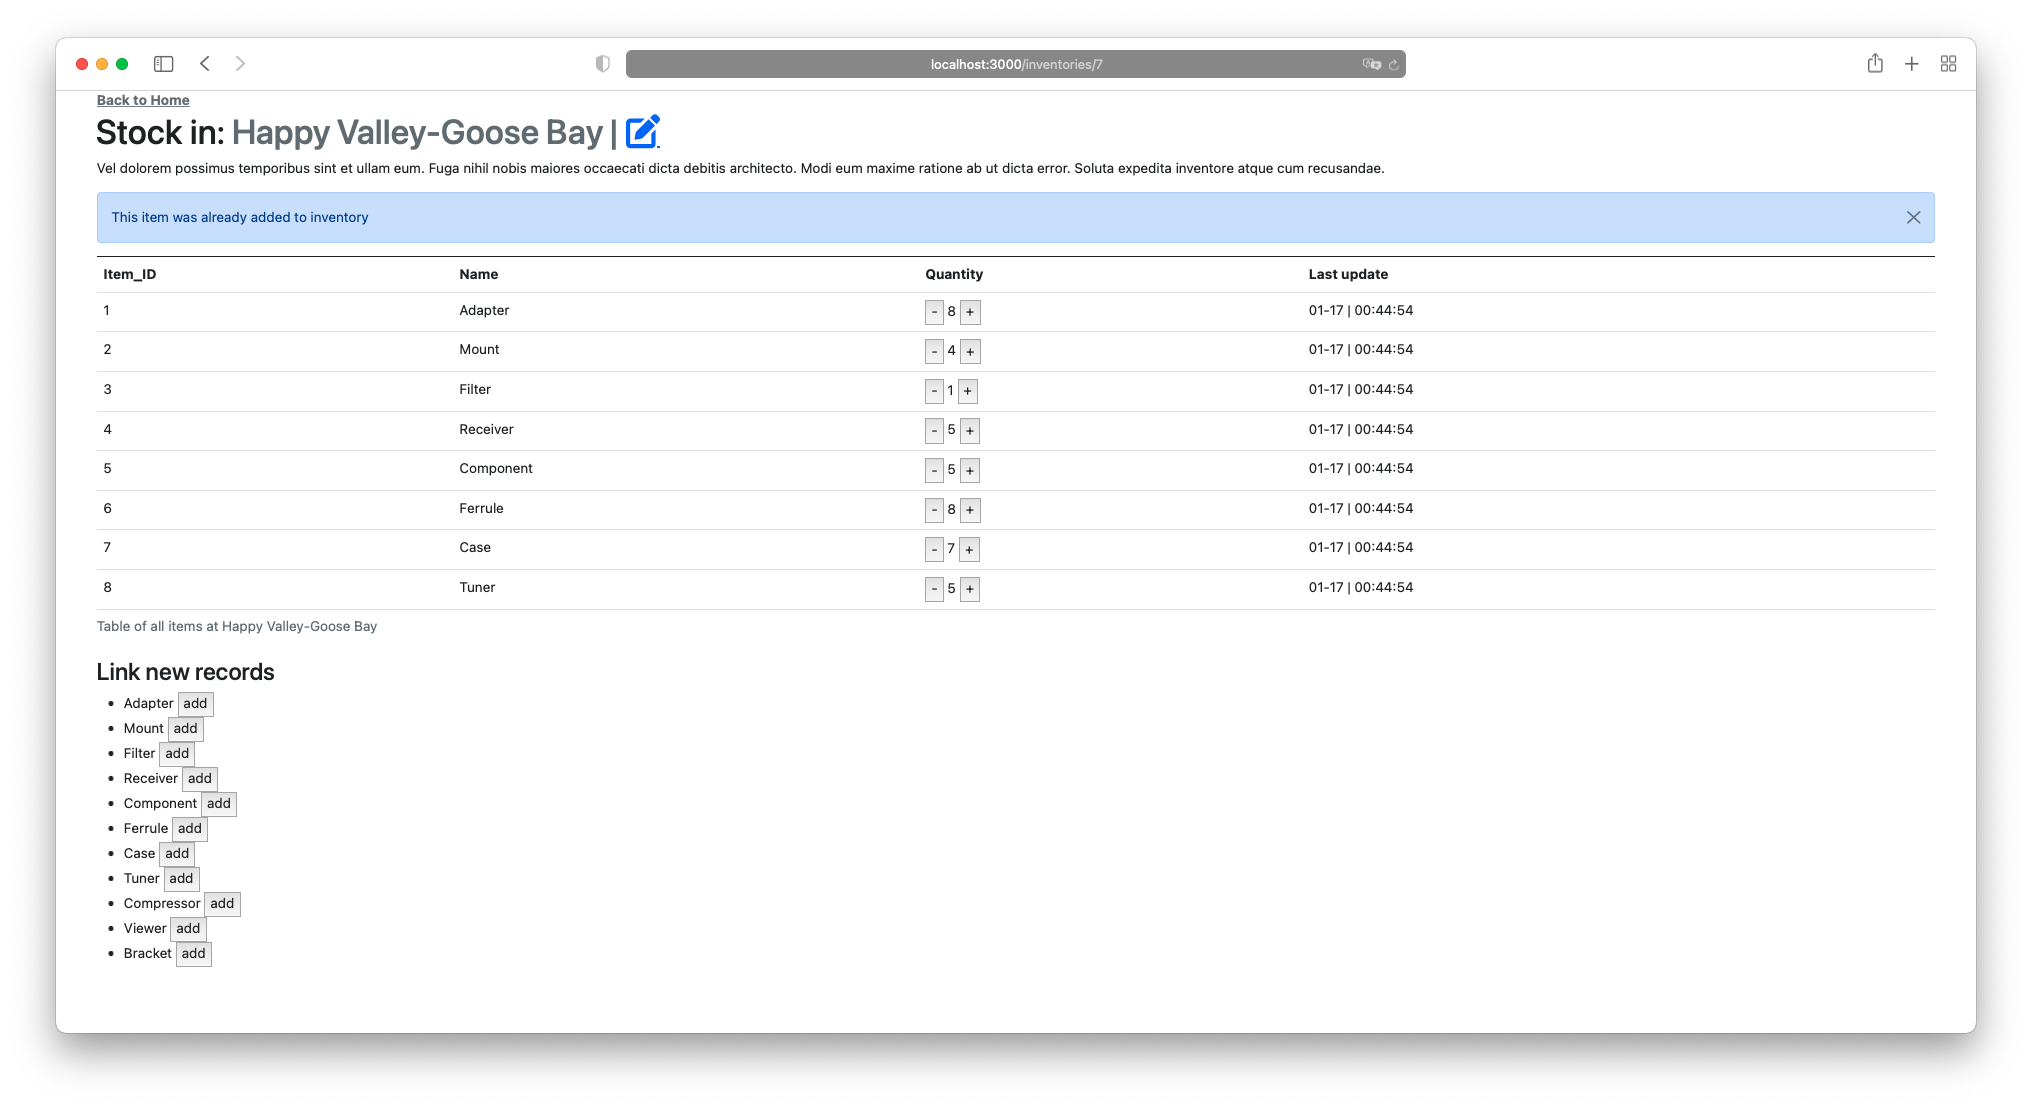 localhost:3000/inventories/7
Back to Home
Stock in: Happy Valley-Goose Bay |
Vel dolorem possimus temporibus sint et ullam eum. Fuga nihil nobis maiores occaecati dicta debitis architecto. Modi eum maxime ratione ab ut dicta error. Soluta expedita inventore atque cum recusandae.
This item was already added to inventory
Item_ID Name Quantity Last update
1 Adapter - 8 + 01-17 | 00:44:54
2 Mount - 4 + 01-17 | 00:44:54
3 Filter - 1 + 01-17 | 00:44:54
4 Receiver - 5 + 01-17 | 00:44:54
5 Component - 5 + 01-17 | 00:44:54
6 Ferrule - 8 + 01-17 | 00:44:54
7 Case - 7 + 01-17 | 00:44:54
8 Tuner - 5 + 01-17 | 00:44:54
Table of all items at Happy Valley-Goose Bay
Link new records
• Adapter add
• Mount add
• Filter add
• Receiver add
• Component add
• Ferrule add
• Case add
• Tuner add
• Compressor add
• Viewer add
• Bracket add